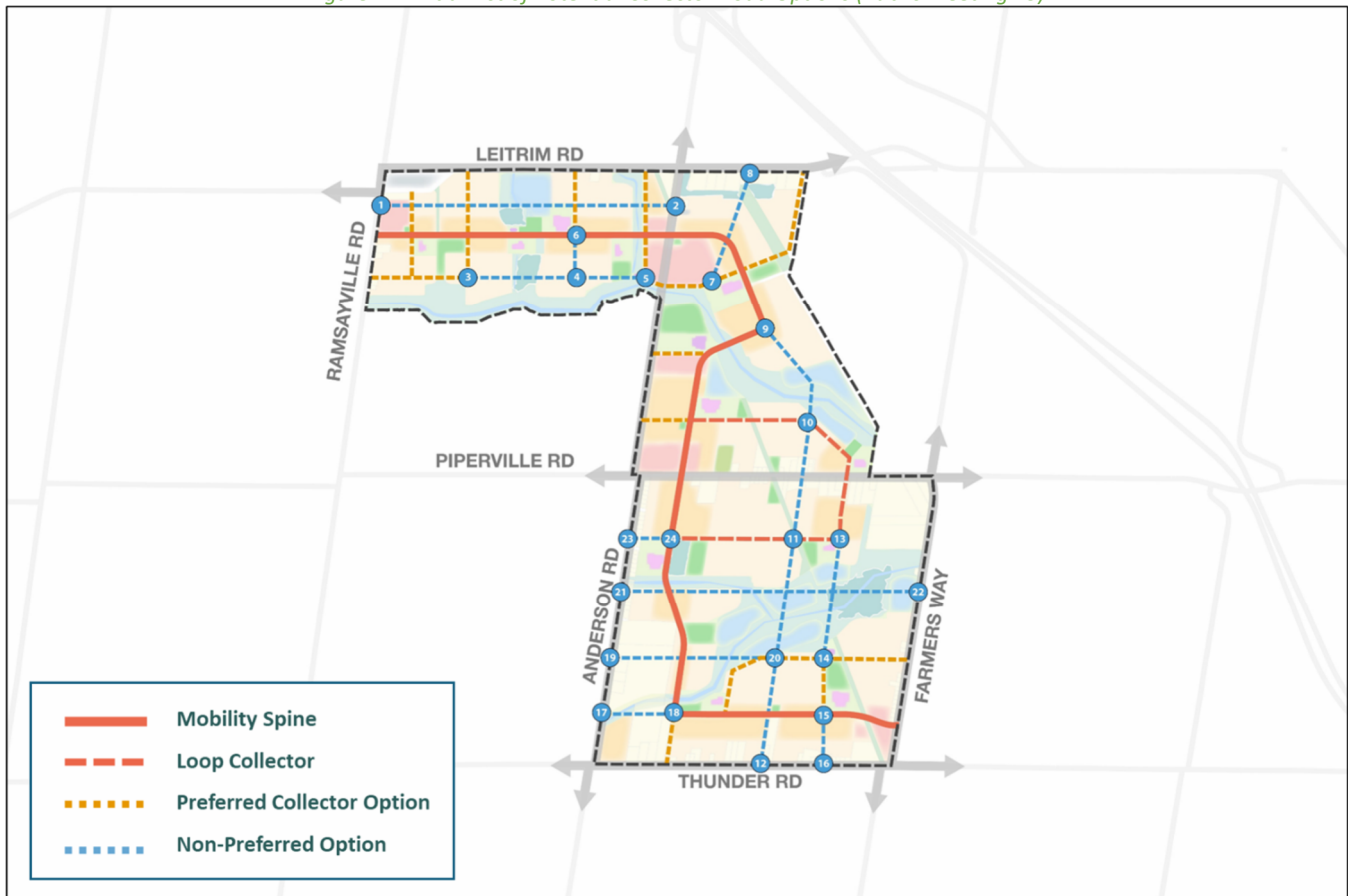 LEITRIM RD
8
1
2
RAMSAYVILLE RD
6
3
4
5
7
9
10
PIPERVILLE RD
23
24
11
13
ANDERSON RD
21
22
FARMERS WAY
19
20
14
17
18
15
12
16
THUNDER RD
Mobility Spine
Loop Collector
Preferred Collector Option
Non-Preferred Option